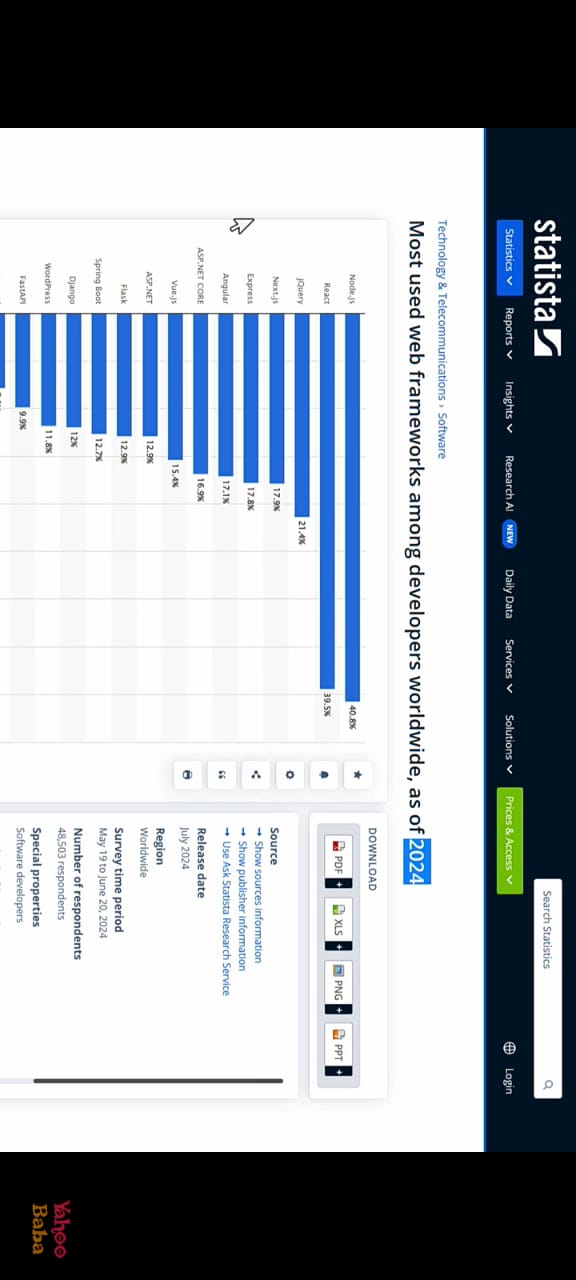 statista
Search Statistics
Statistics
Reports
Insights
Research AI NEW
Daily Data
Services
Solutions
Prices & Access
Login
Technology & Telecommunications › Software
Most used web frameworks among developers worldwide, as of 2024
Node.js 40.8%
React 39.5%
jQuery 21.4%
Next.js 17.9%
Express 17.8%
Angular 17.1%
ASP.NET CORE 16.9%
Vue.js 15.4%
ASP.NET 12.9%
Flask 12.9%
Spring Boot 12.7%
Django 12%
WordPress 11.8%
FastAPI 9.9%
DOWNLOAD
PDF +
XLS +
PNG +
PPT +
Source
→ Show sources information
→ Show publisher information
→ Use Ask Statista Research Service
Release date
July 2024
Region
Worldwide
Survey time period
May 19 to June 20, 2024
Number of respondents
48,503 respondents
Special properties
Software developers
Yahoo
Baba